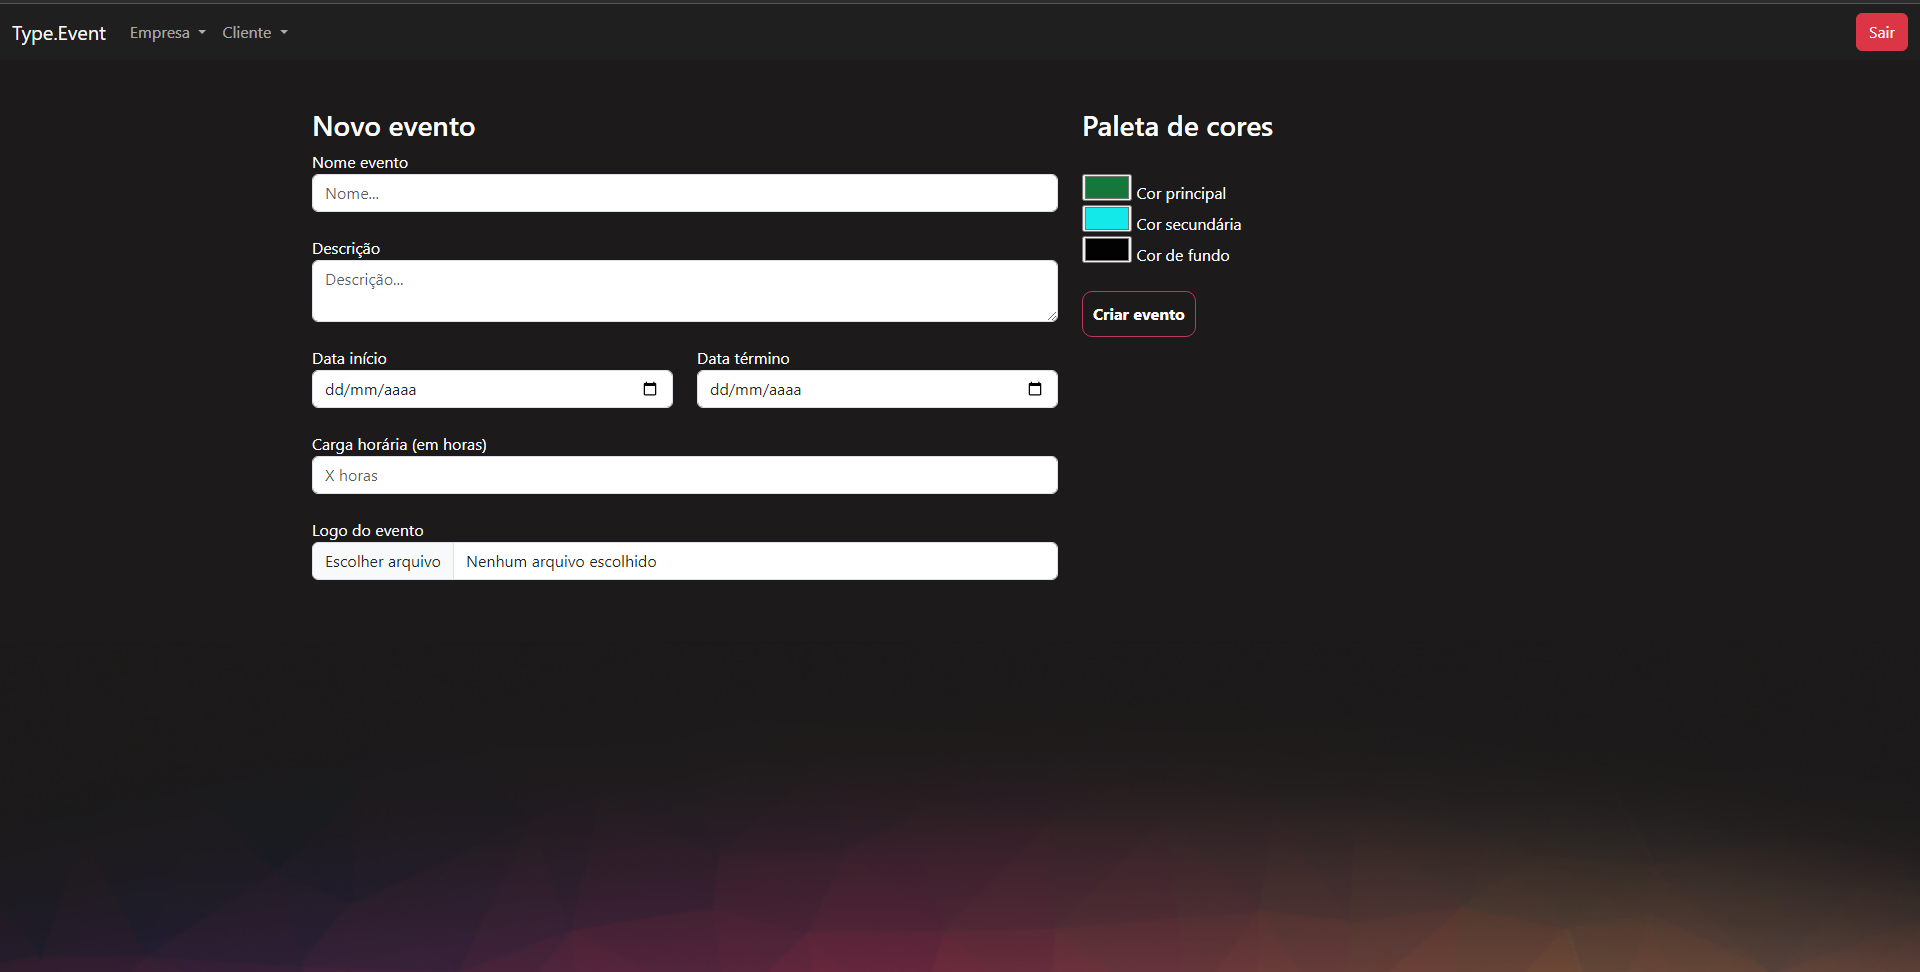 Type.Event Empresa Cliente Sair
Novo evento
Nome evento
Nome...
Descrição
Descrição...
Data início Data término
dd/mm/aaaa dd/mm/aaaa
Carga horária (em horas)
X horas
Logo do evento
Escolher arquivo Nenhum arquivo escolhido
Paleta de cores
Cor principal
Cor secundária
Cor de fundo
Criar evento